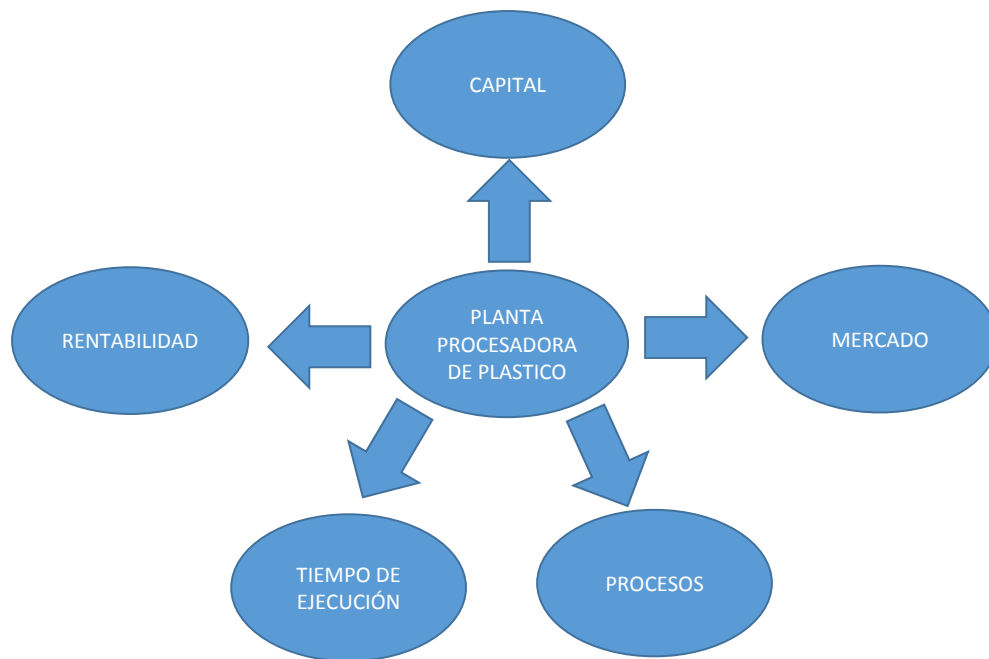 CAPITAL
RENTABILIDAD
PLANTA
PROCESADORA
DE PLASTICO
MERCADO
TIEMPO DE
EJECUCIÓN
PROCESOS